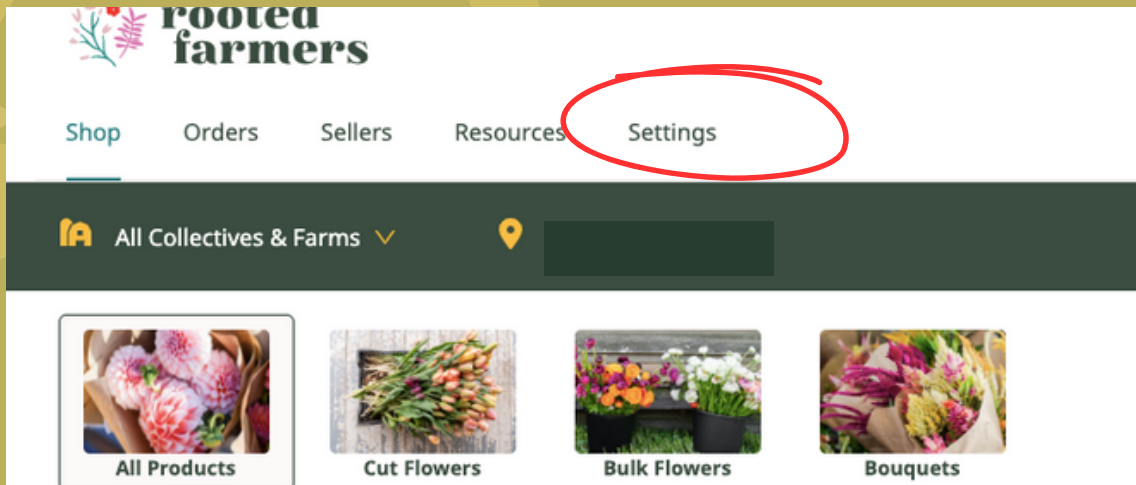 rooted
farmers
Shop Orders Sellers Resources Settings
All Collectives & Farms
All Products Cut Flowers Bulk Flowers Bouquets